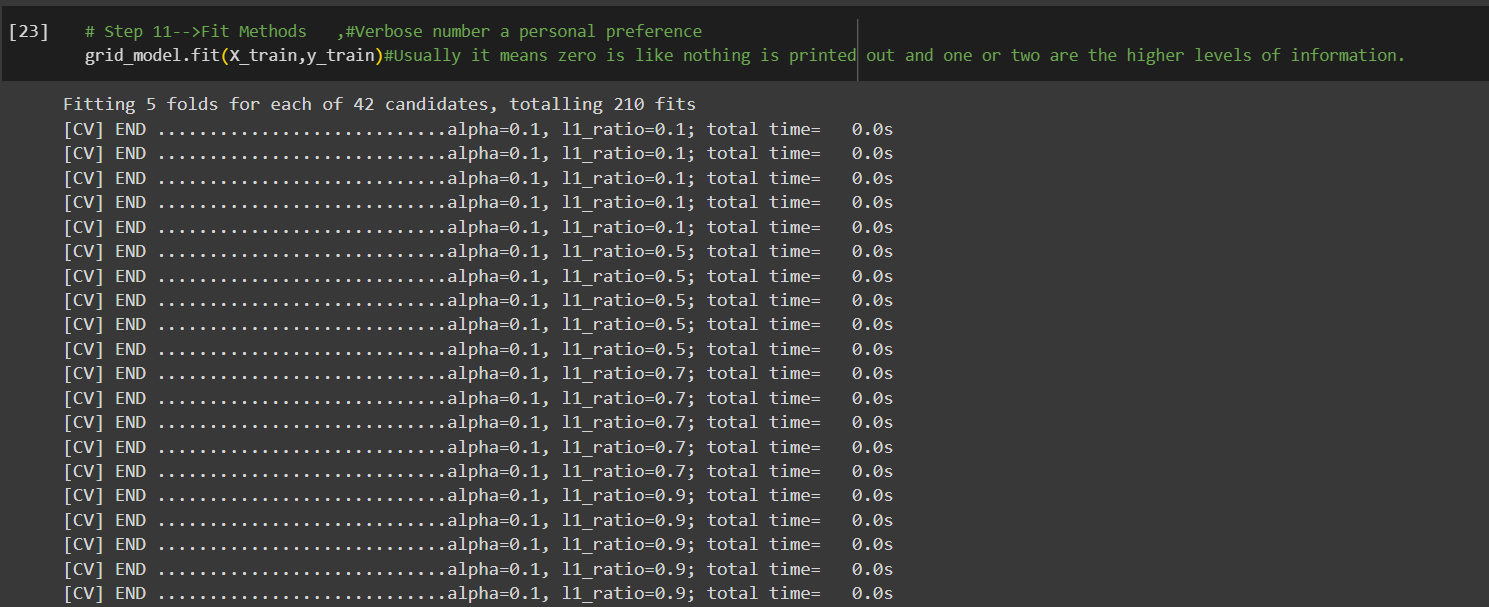 [23] # Step 11-->Fit Methods ,#Verbose number a personal preference
grid_model.fit(X_train,y_train)#Usually it means zero is like nothing is printed out and one or two are the higher levels of information.
Fitting 5 folds for each of 42 candidates, totalling 210 fits
[CV] END ............................alpha=0.1, l1_ratio=0.1; total time=   0.0s
[CV] END ............................alpha=0.1, l1_ratio=0.1; total time=   0.0s
[CV] END ............................alpha=0.1, l1_ratio=0.1; total time=   0.0s
[CV] END ............................alpha=0.1, l1_ratio=0.1; total time=   0.0s
[CV] END ............................alpha=0.1, l1_ratio=0.1; total time=   0.0s
[CV] END ............................alpha=0.1, l1_ratio=0.5; total time=   0.0s
[CV] END ............................alpha=0.1, l1_ratio=0.5; total time=   0.0s
[CV] END ............................alpha=0.1, l1_ratio=0.5; total time=   0.0s
[CV] END ............................alpha=0.1, l1_ratio=0.5; total time=   0.0s
[CV] END ............................alpha=0.1, l1_ratio=0.5; total time=   0.0s
[CV] END ............................alpha=0.1, l1_ratio=0.7; total time=   0.0s
[CV] END ............................alpha=0.1, l1_ratio=0.7; total time=   0.0s
[CV] END ............................alpha=0.1, l1_ratio=0.7; total time=   0.0s
[CV] END ............................alpha=0.1, l1_ratio=0.7; total time=   0.0s
[CV] END ............................alpha=0.1, l1_ratio=0.7; total time=   0.0s
[CV] END ............................alpha=0.1, l1_ratio=0.9; total time=   0.0s
[CV] END ............................alpha=0.1, l1_ratio=0.9; total time=   0.0s
[CV] END ............................alpha=0.1, l1_ratio=0.9; total time=   0.0s
[CV] END ............................alpha=0.1, l1_ratio=0.9; total time=   0.0s
[CV] END ............................alpha=0.1, l1_ratio=0.9; total time=   0.0s